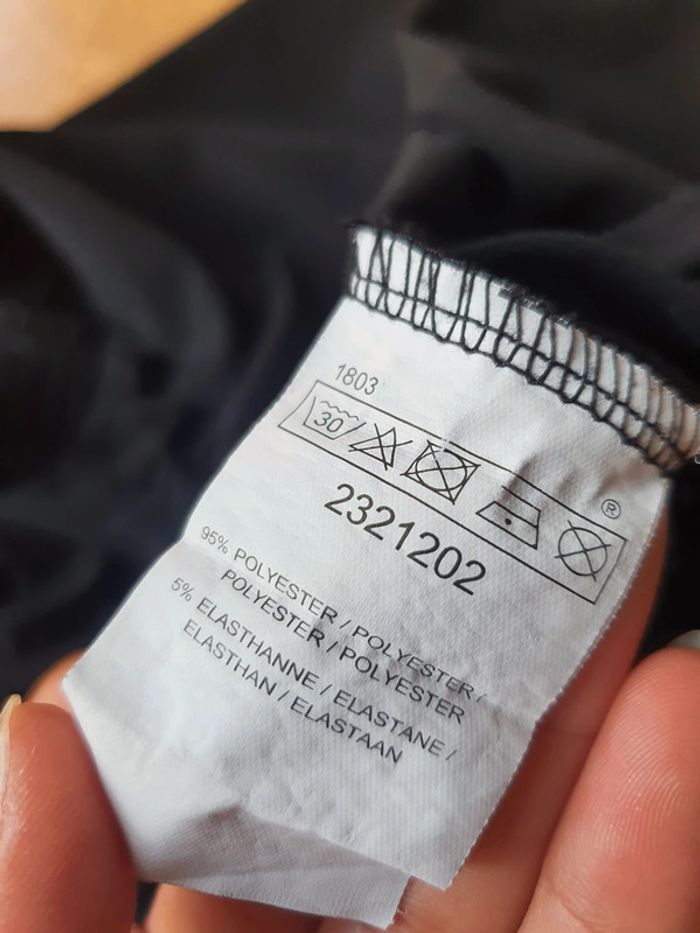 1803
30
®
2321202
95% POLYESTER / POLYESTER /
POLYESTER / POLYESTER
5% ELASTHANNE / ELASTANE /
ELASTHAN / ELASTAAN